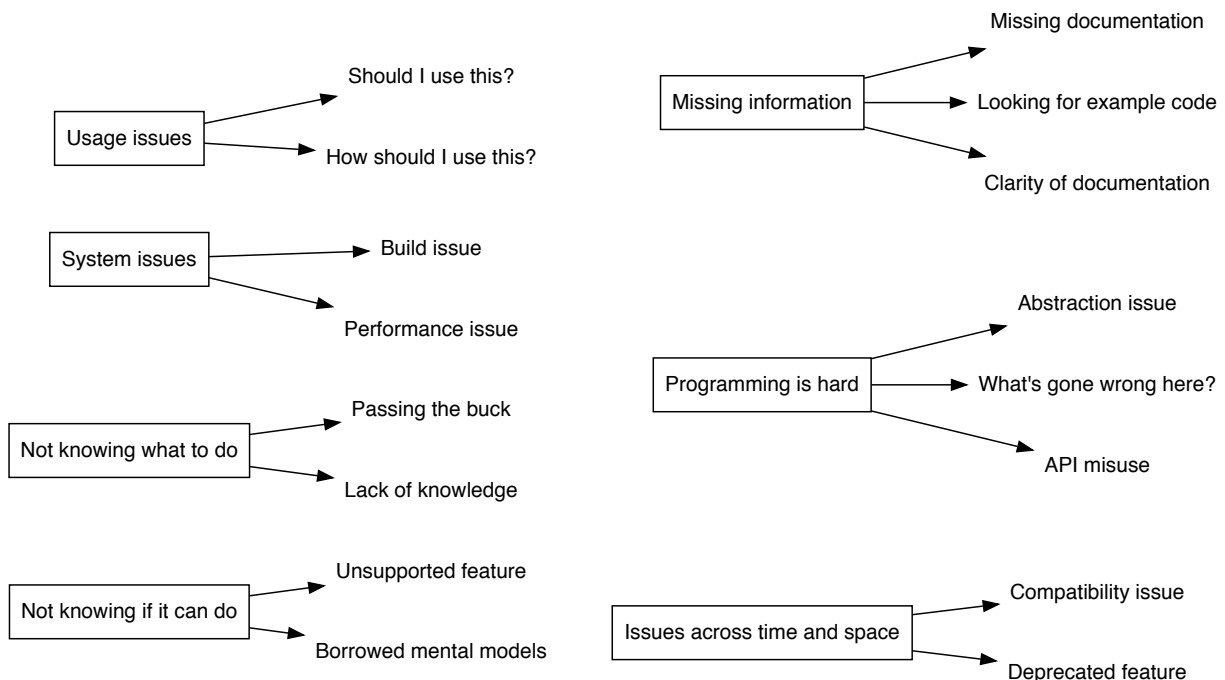 Usage issues
Should I use this?
How should I use this?
System issues
Build issue
Performance issue
Not knowing what to do
Passing the buck
Lack of knowledge
Not knowing if it can do
Unsupported feature
Borrowed mental models
Missing information
Missing documentation
Looking for example code
Clarity of documentation
Programming is hard
Abstraction issue
What's gone wrong here?
API misuse
Issues across time and space
Compatibility issue
Deprecated feature